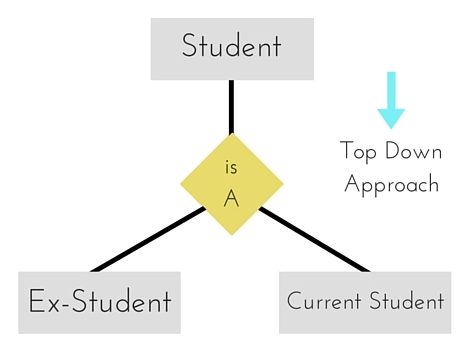 Student
is
A
Top Down
Approach
Ex-Student
Current Student